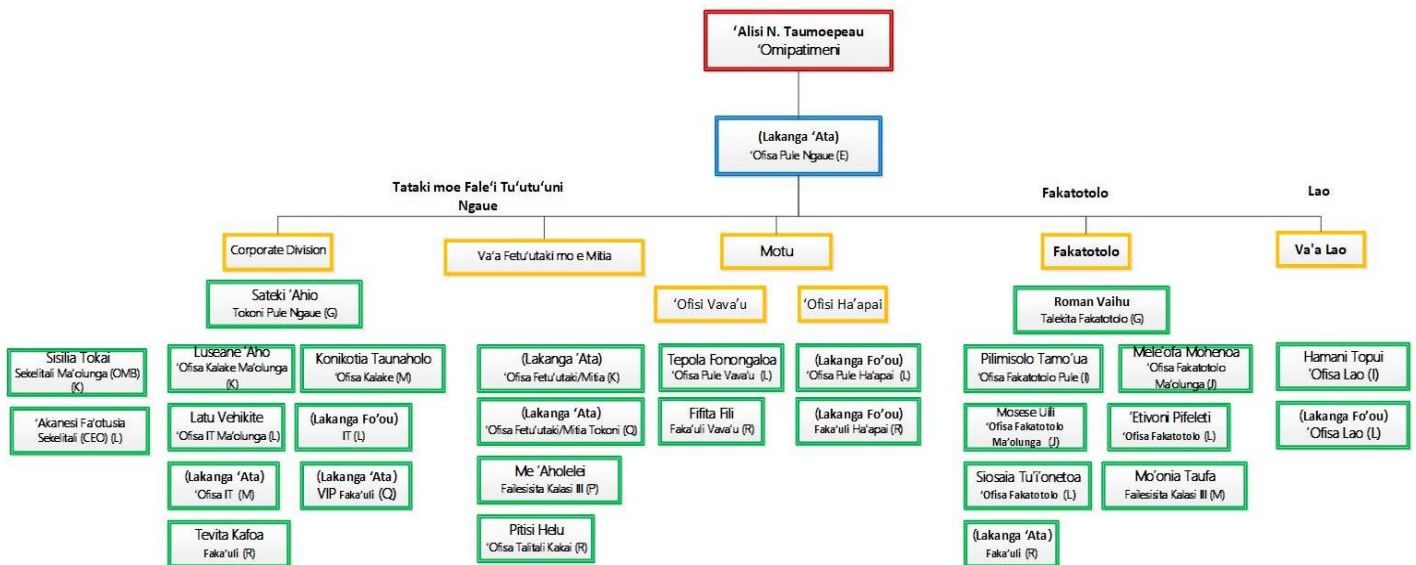 ‘Alisi N. Taumoepeau
‘Omipatimeni
(Lakanga ‘Ata)
‘Ofisa Pule Ngaue (E)
Tataki moe Fale‘i Tu‘utu‘uni
Ngaue
Fakatotolo
Lao
Corporate Division
Va‘a Fetu‘utaki mo e Mitia
Motu
Fakatotolo
Va'a Lao
Sateki ‘Ahio
Tokoni Pule Ngaue (G)
‘Ofisi Vava‘u
‘Ofisi Ha‘apai
Roman Vaihu
Talekita Fakatotolo (G)
Sisilia Tokai
Sekelitali Ma‘olunga (OMB)
(K)
‘Akanesi Fa‘otusia
Sekelitali (CEO) (L)
Luseane ‘Aho
‘Ofisa Kalake Ma‘olunga
(K)
Konikotia Taunaholo
‘Ofisa Kalake (M)
Latu Vehikite
‘Ofisa IT Ma‘olunga (L)
(Lakanga Fo‘ou)
IT (L)
(Lakanga ‘Ata)
‘Ofisa IT (M)
(Lakanga ‘Ata)
VIP Faka‘uli (Q)
Tevita Kafoa
Faka‘uli (R)
(Lakanga ‘Ata)
‘Ofisa Fetu‘utaki/Mitia (K)
(Lakanga ‘Ata)
‘Ofisa Fetu‘utaki/Mitia Tokoni (Q)
Me ‘Aholelei
Failesisita Kalasi III (P)
Pitisi Helu
‘Ofisa Talitali Kakai (R)
Tepola Fonongaloa
‘Ofisa Pule Vava‘u (L)
Fifita Fili
Faka‘uli Vava‘u (R)
(Lakanga Fo‘ou)
‘Ofisa Pule Ha‘apai (L)
(Lakanga Fo‘ou)
Faka‘uli Ha‘apai (R)
Pilimisolo Tamo‘ua
‘Ofisa Fakatotolo Pule (I)
Mele‘ofa Mohenoa
‘Ofisa Fakatotolo
Ma‘olunga (J)
Mosese Uili
‘Ofisa Fakatotolo
Ma‘olunga (J)
‘Etivoni Pifeleti
‘Ofisa Fakatotolo (L)
Siosaia Tu‘i‘onetoa
‘Ofisa Fakatotolo (L)
Mo‘onia Taufa
Failesisita Kalasi III (M)
(Lakanga ‘Ata)
Faka‘uli (R)
Hamani Topui
‘Ofisa Lao (I)
(Lakanga Fo‘ou)
‘Ofisa Lao (L)